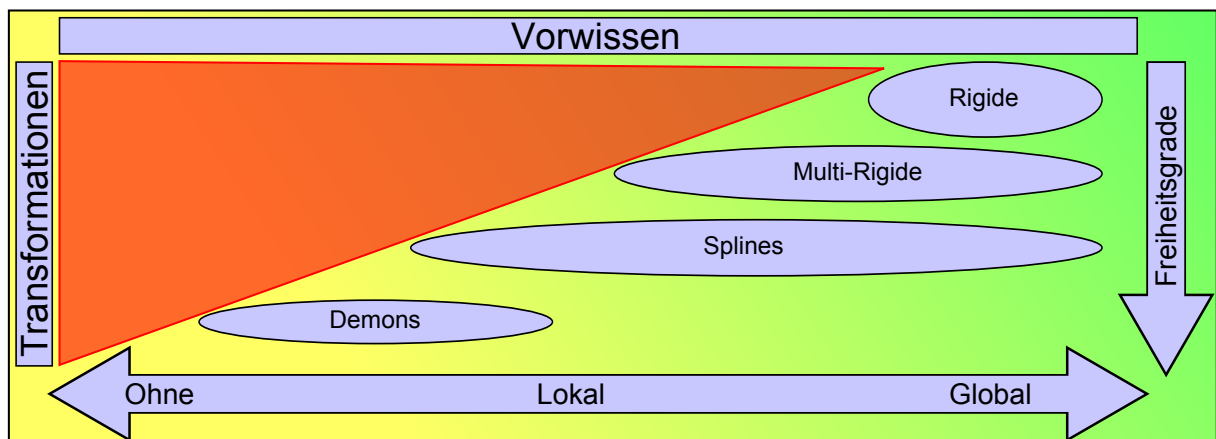 Vorwissen
Transformationen
Rigide
Multi-Rigide
Splines
Demons
Freiheitsgrade
Ohne
Lokal
Global